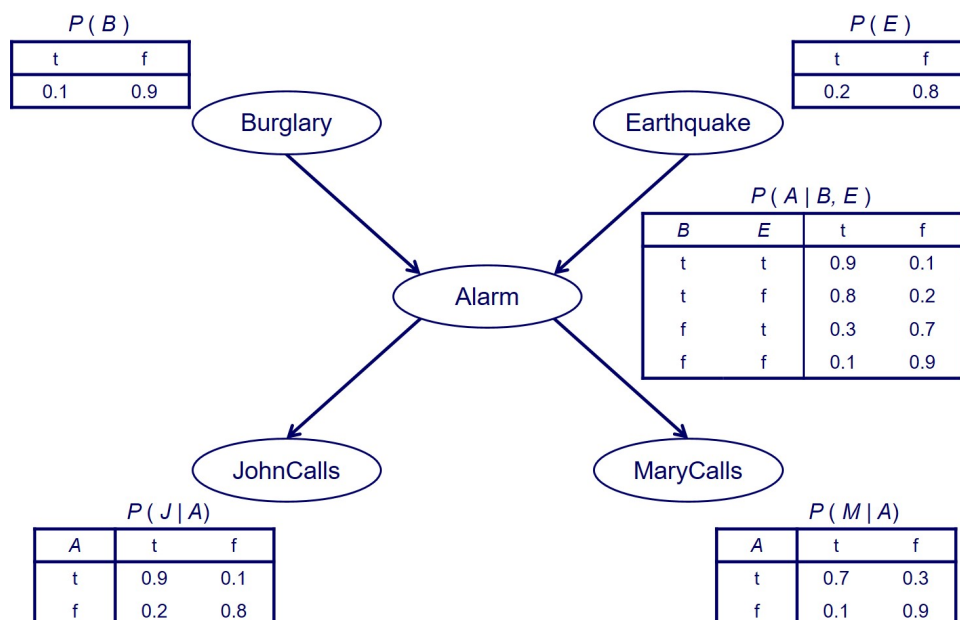 P ( B )
t f
0.1 0.9
P ( E )
t f
0.2 0.8
Burglary
Earthquake
P ( A | B, E )
B E t f
t t 0.9 0.1
t f 0.8 0.2
f t 0.3 0.7
f f 0.1 0.9
Alarm
JohnCalls
MaryCalls
P ( J | A)
A t f
t 0.9 0.1
f 0.2 0.8
P ( M | A)
A t f
t 0.7 0.3
f 0.1 0.9